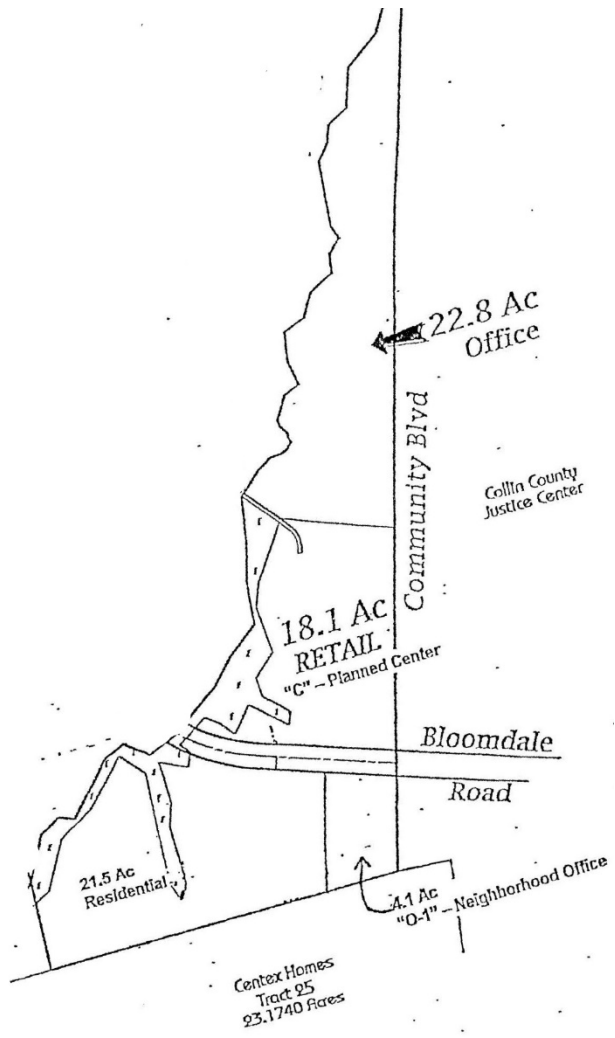 22.8 Ac
Office
Community Blvd
Collin County
Justice Center
18.1 Ac
RETAIL
"C" – Planned Center
Bloomdale
Road
21.5 Ac
Residential
4.1 Ac
"O-1" – Neighborhood Office
Centex Homes
Tract 25
23.1740 Acres